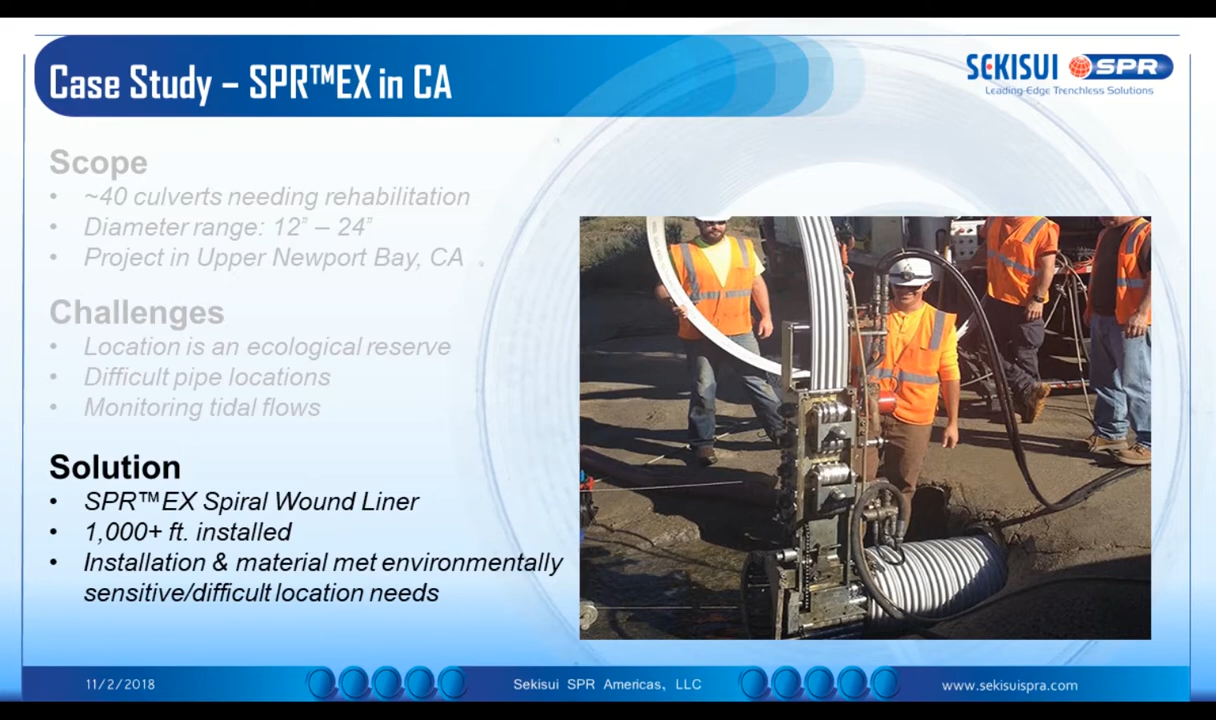 Case Study – SPR™EX in CA
SEKISUI SPR
Leading-Edge Trenchless Solutions
Scope
• ~40 culverts needing rehabilitation
• Diameter range: 12” – 24”
• Project in Upper Newport Bay, CA
Challenges
• Location is an ecological reserve
• Difficult pipe locations
• Monitoring tidal flows
Solution
• SPR™EX Spiral Wound Liner
• 1,000+ ft. installed
• Installation & material met environmentally
sensitive/difficult location needs
11/2/2018
Sekisui SPR Americas, LLC
www.sekisuispra.com